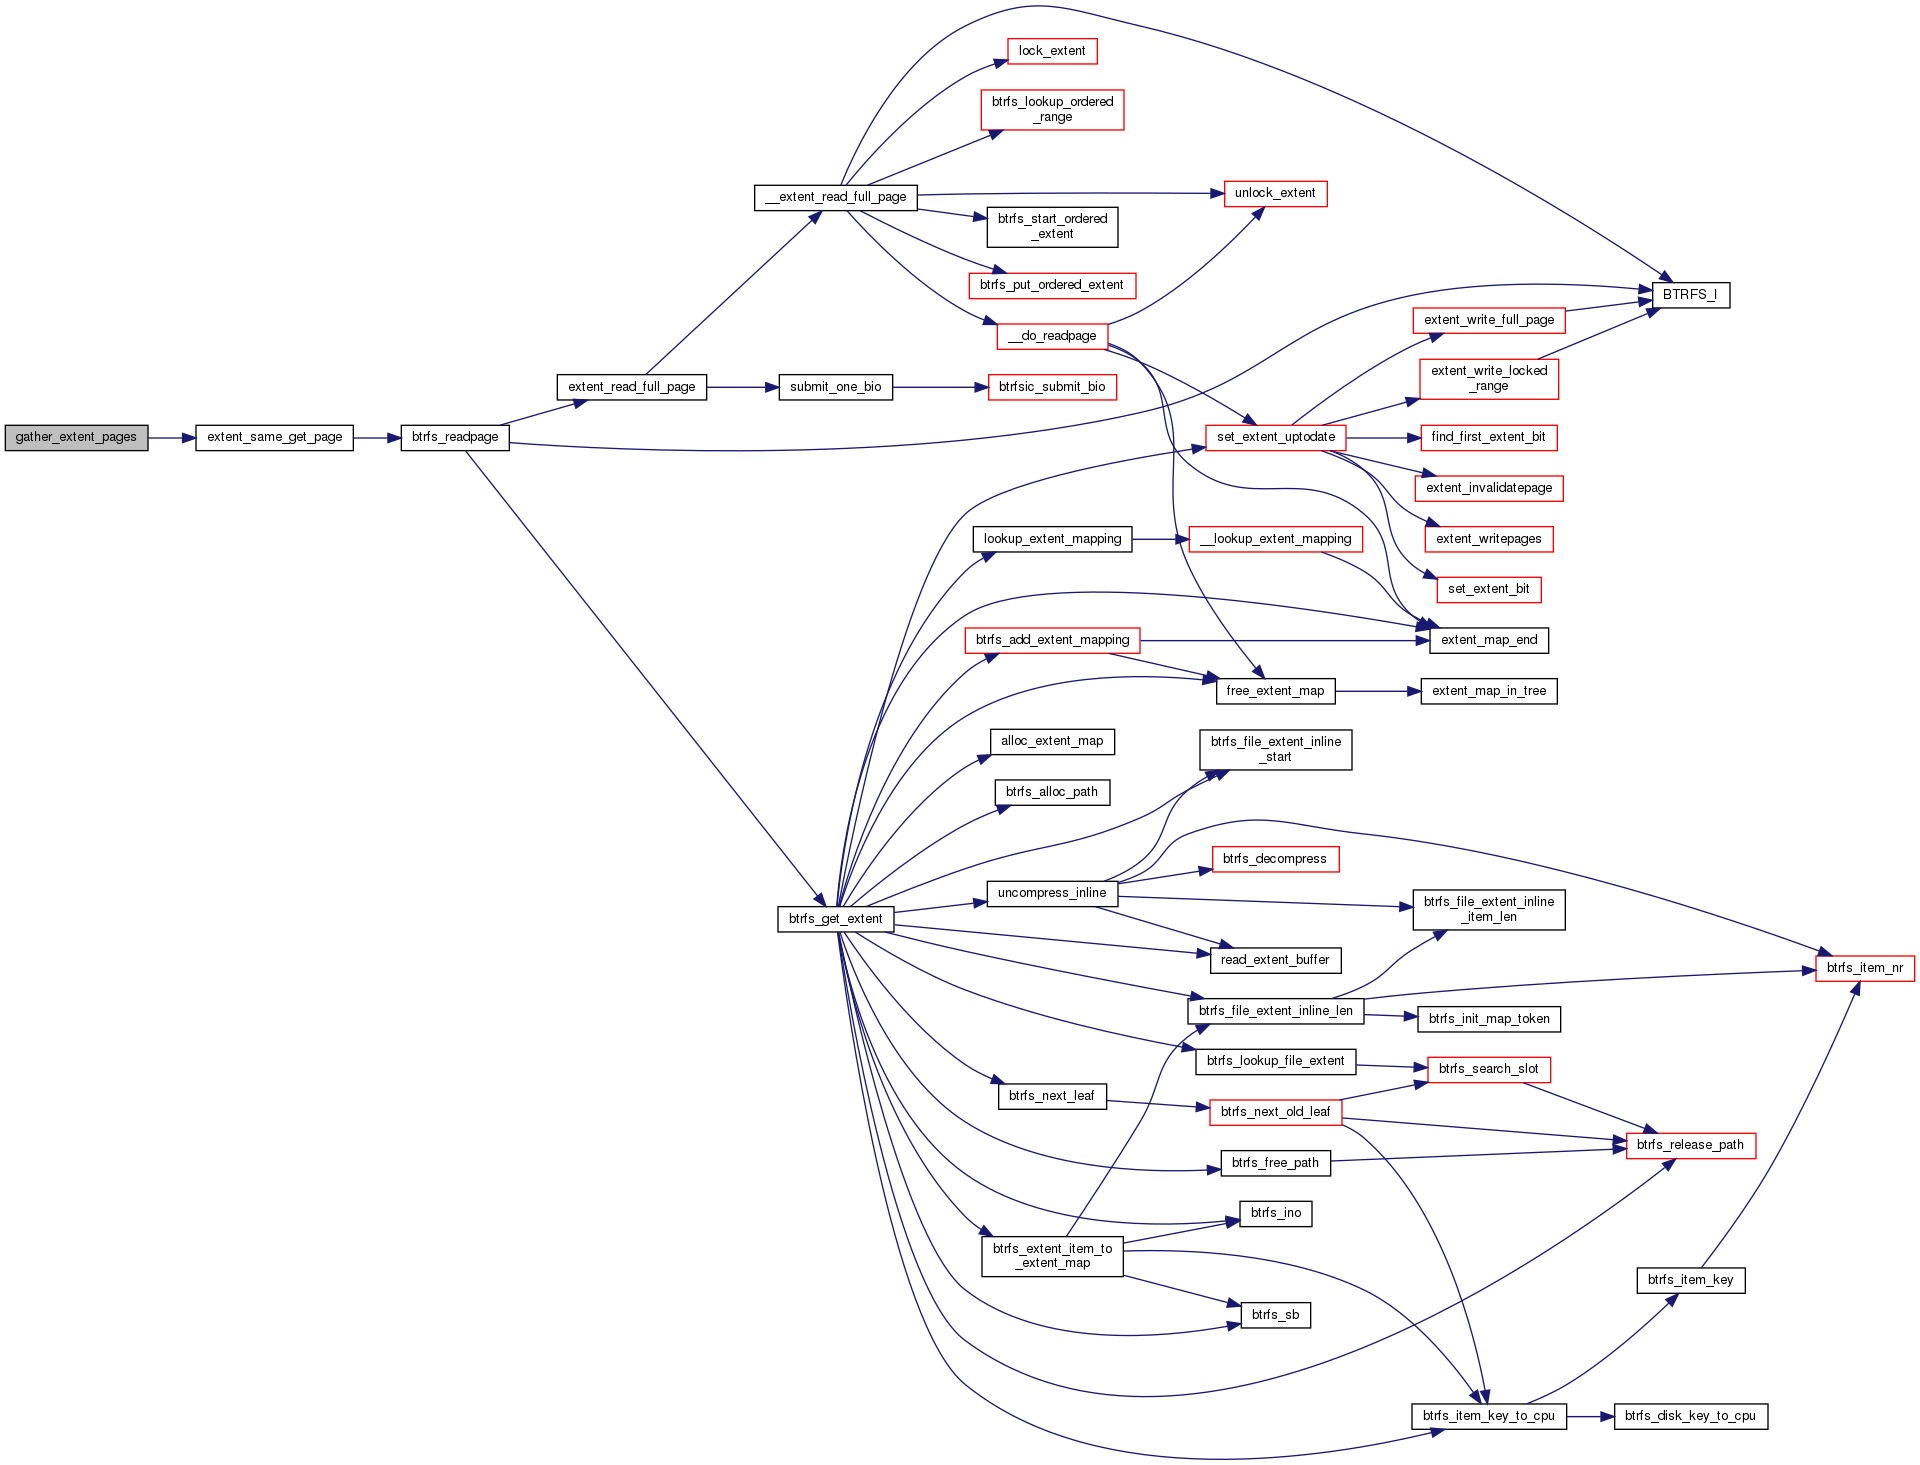 lock_extent
btrfs_lookup_ordered
_range
__extent_read_full_page
unlock_extent
btrfs_start_ordered
_extent
btrfs_put_ordered_extent
BTRFS_I
extent_write_full_page
__do_readpage
extent_read_full_page
submit_one_bio
btrfsic_submit_bio
extent_write_locked
_range
gather_extent_pages
extent_same_get_page
btrfs_readpage
set_extent_uptodate
find_first_extent_bit
extent_invalidatepage
lookup_extent_mapping
__lookup_extent_mapping
extent_writepages
set_extent_bit
btrfs_add_extent_mapping
extent_map_end
free_extent_map
extent_map_in_tree
alloc_extent_map
btrfs_file_extent_inline
_start
btrfs_alloc_path
btrfs_decompress
uncompress_inline
btrfs_file_extent_inline
_item_len
btrfs_get_extent
read_extent_buffer
btrfs_item_nr
btrfs_file_extent_inline_len
btrfs_init_map_token
btrfs_lookup_file_extent
btrfs_search_slot
btrfs_next_leaf
btrfs_next_old_leaf
btrfs_release_path
btrfs_free_path
btrfs_ino
btrfs_extent_item_to
_extent_map
btrfs_item_key
btrfs_sb
btrfs_item_key_to_cpu
btrfs_disk_key_to_cpu